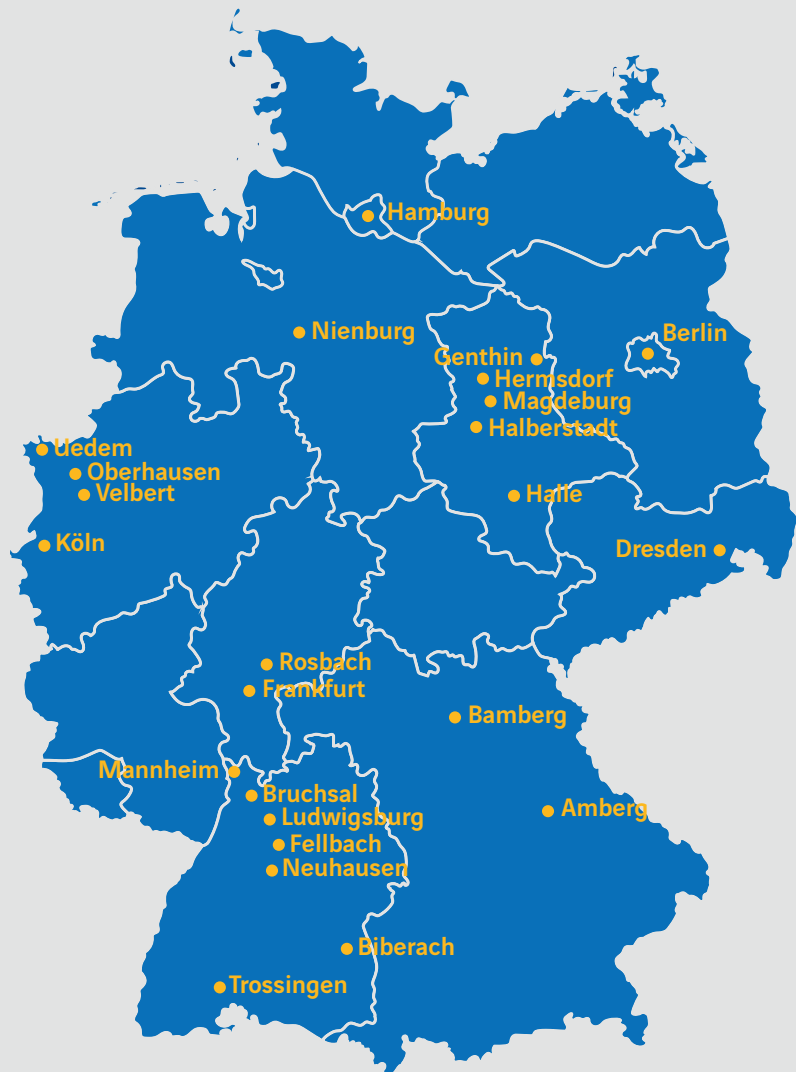 Hamburg
Nienburg
Berlin
Genthin
Hermsdorf
Magdeburg
Halberstadt
Uedem
Oberhausen
Velbert
Halle
Köln
Dresden
Rosbach
Frankfurt
Bamberg
Mannheim
Bruchsal
Amberg
Ludwigsburg
Fellbach
Neuhausen
Biberach
Trossingen